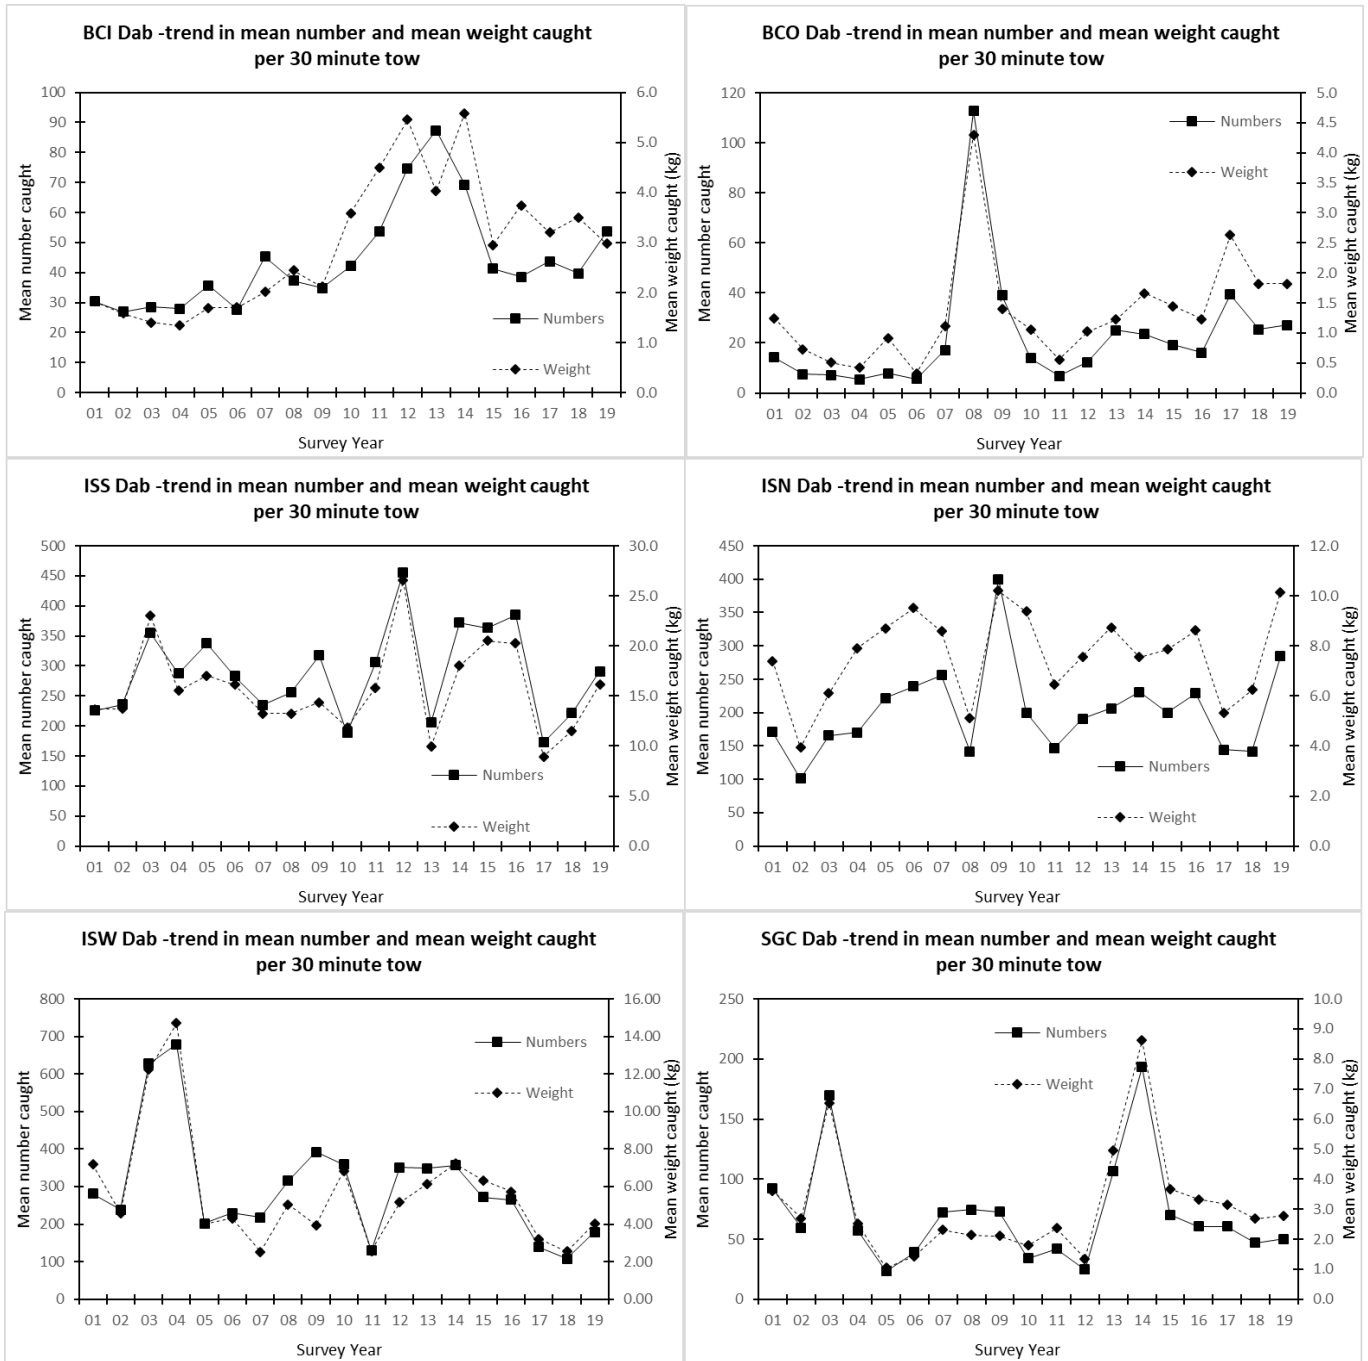 BCI Dab -trend in mean number and mean weight caught
per 30 minute tow
100
90
80
70
60
50
40
30
20
10
0
6.0
5.0
4.0
3.0
2.0
1.0
0.0
Mean number caught
Mean weight caught (kg)
Numbers
Weight
01 02 03 04 05 06 07 08 09 10 11 12 13 14 15 16 17 18 19
Survey Year
BCO Dab -trend in mean number and mean weight caught
per 30 minute tow
120
100
80
60
40
20
0
5.0
4.5
4.0
3.5
3.0
2.5
2.0
1.5
1.0
0.5
0.0
Mean number caught
Mean weight caught (kg)
Numbers
Weight
01 02 03 04 05 06 07 08 09 10 11 12 13 14 15 16 17 18 19
Survey Year
ISS Dab -trend in mean number and mean weight caught
per 30 minute tow
500
450
400
350
300
250
200
150
100
50
0
30.0
25.0
20.0
15.0
10.0
5.0
0.0
Mean number caught
Mean weight caught (kg)
Numbers
Weight
01 02 03 04 05 06 07 08 09 10 11 12 13 14 15 16 17 18 19
Survey Year
ISN Dab -trend in mean number and mean weight caught
per 30 minute tow
450
400
350
300
250
200
150
100
50
0
12.0
10.0
8.0
6.0
4.0
2.0
0.0
Mean number caught
Mean weight caught (kg)
Numbers
Weight
01 02 03 04 05 06 07 08 09 10 11 12 13 14 15 16 17 18 19
Survey Year
ISW Dab -trend in mean number and mean weight caught
per 30 minute tow
800
700
600
500
400
300
200
100
0
16.00
14.00
12.00
10.00
8.00
6.00
4.00
2.00
0.00
Mean number caught
Mean weight caught (kg)
Numbers
Weight
01 02 03 04 05 06 07 08 09 10 11 12 13 14 15 16 17 18 19
Survey Year
SGC Dab -trend in mean number and mean weight caught
per 30 minute tow
250
200
150
100
50
0
10.0
9.0
8.0
7.0
6.0
5.0
4.0
3.0
2.0
1.0
0.0
Mean number caught
Mean weight caught (kg)
Numbers
Weight
01 02 03 04 05 06 07 08 09 10 11 12 13 14 15 16 17 18 19
Survey Year